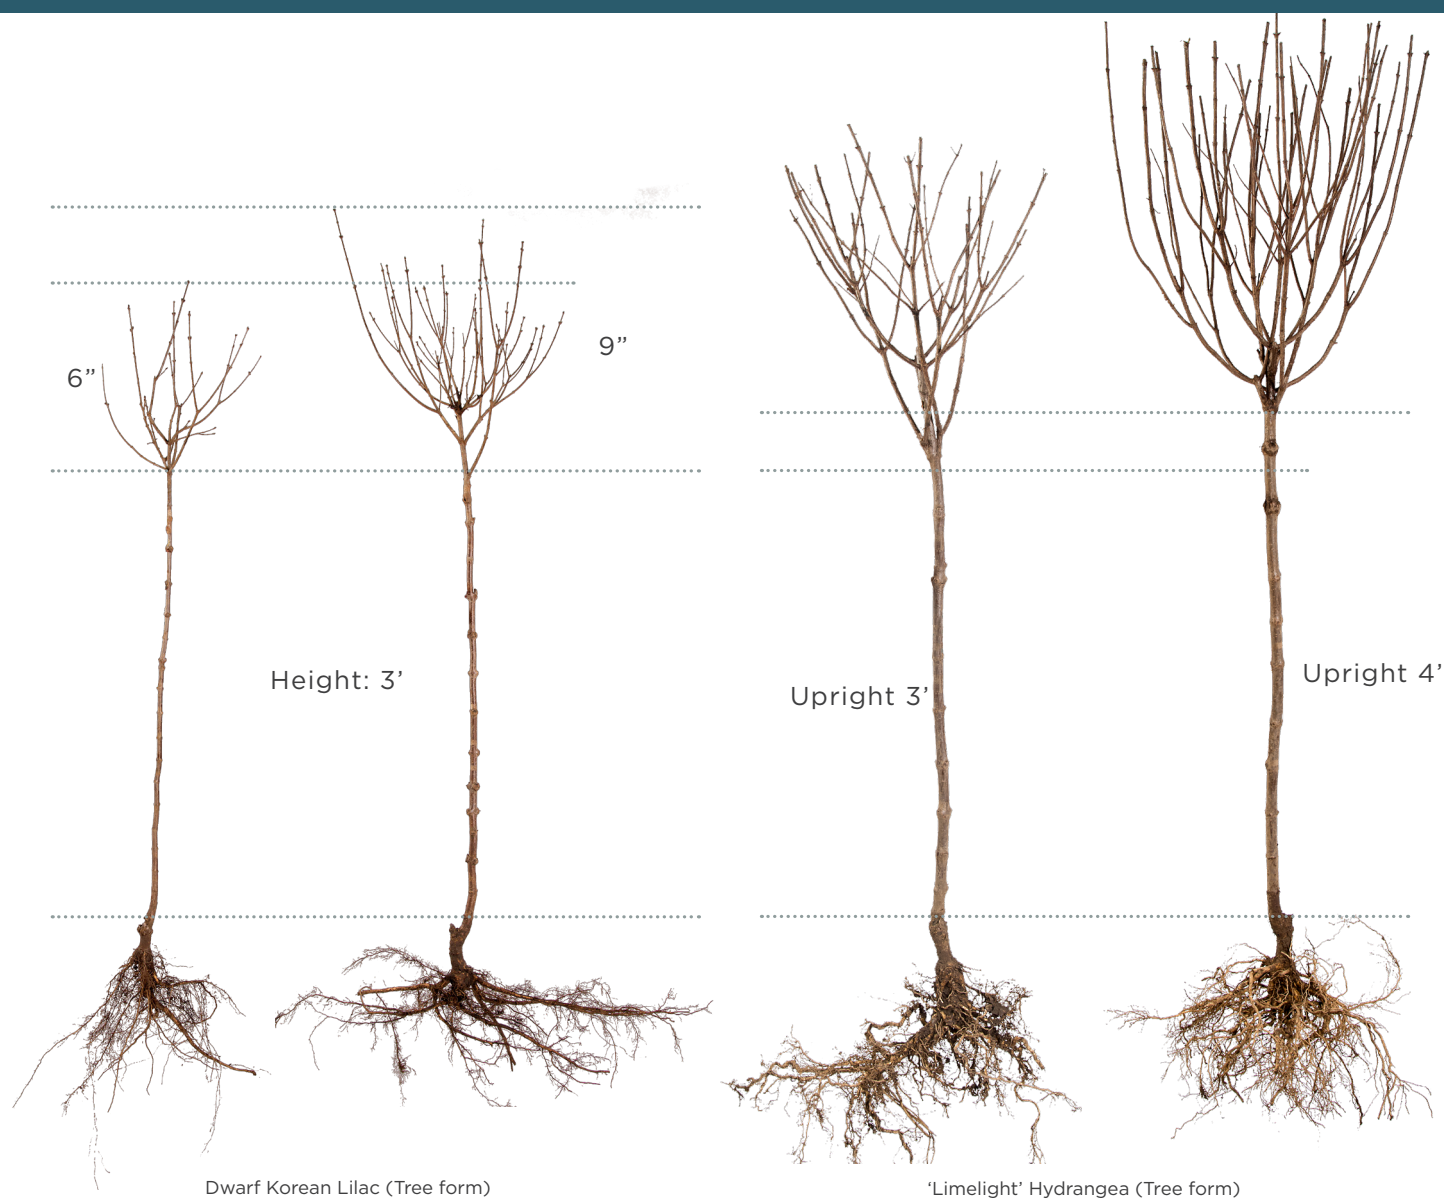 9”
6”
Height: 3’
Upright 3’
Upright 4’
Dwarf Korean Lilac (Tree form)
‘Limelight’ Hydrangea (Tree form)